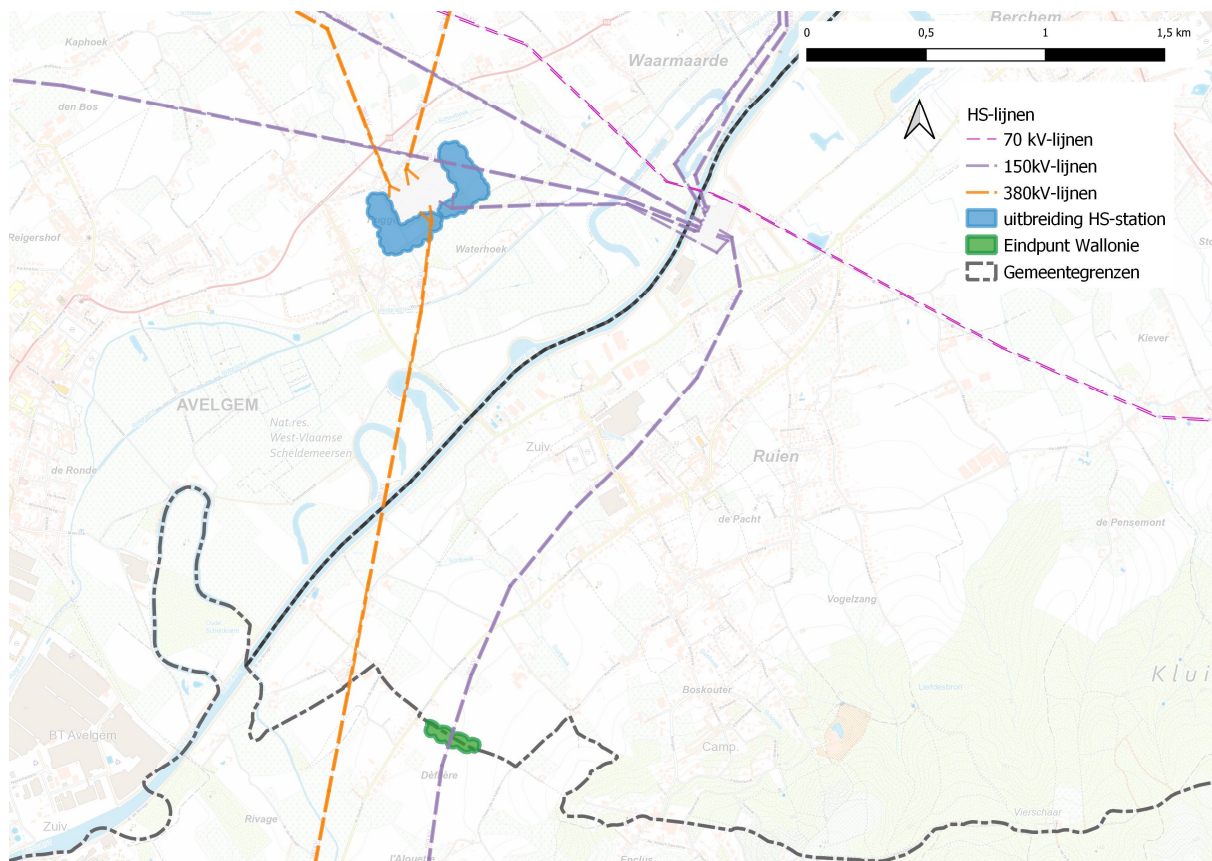 Kaphoek
Berchem
Waarmaarde
0
0,5
1
1,5 km
den Bos
HS-lijnen
70 kV-lijnen
150kV-lijnen
380kV-lijnen
uitbreiding HS-station
Eindpunt Wallonie
Gemeentegrenzen
Reigershof
Waterhoek
Kiever
AVELGEM
Nat.res.
West-Vlaamse
Scheldemeersen
Zuiv.
Ruien
de Ronde
de Pacht
de Pensemont
Vogelzang
Boskouter
Liefdesbron
Klui
BT Avelgem
Camp.
Rivage
Vierschaar
Zuiv.
l'Alouette
Enclus